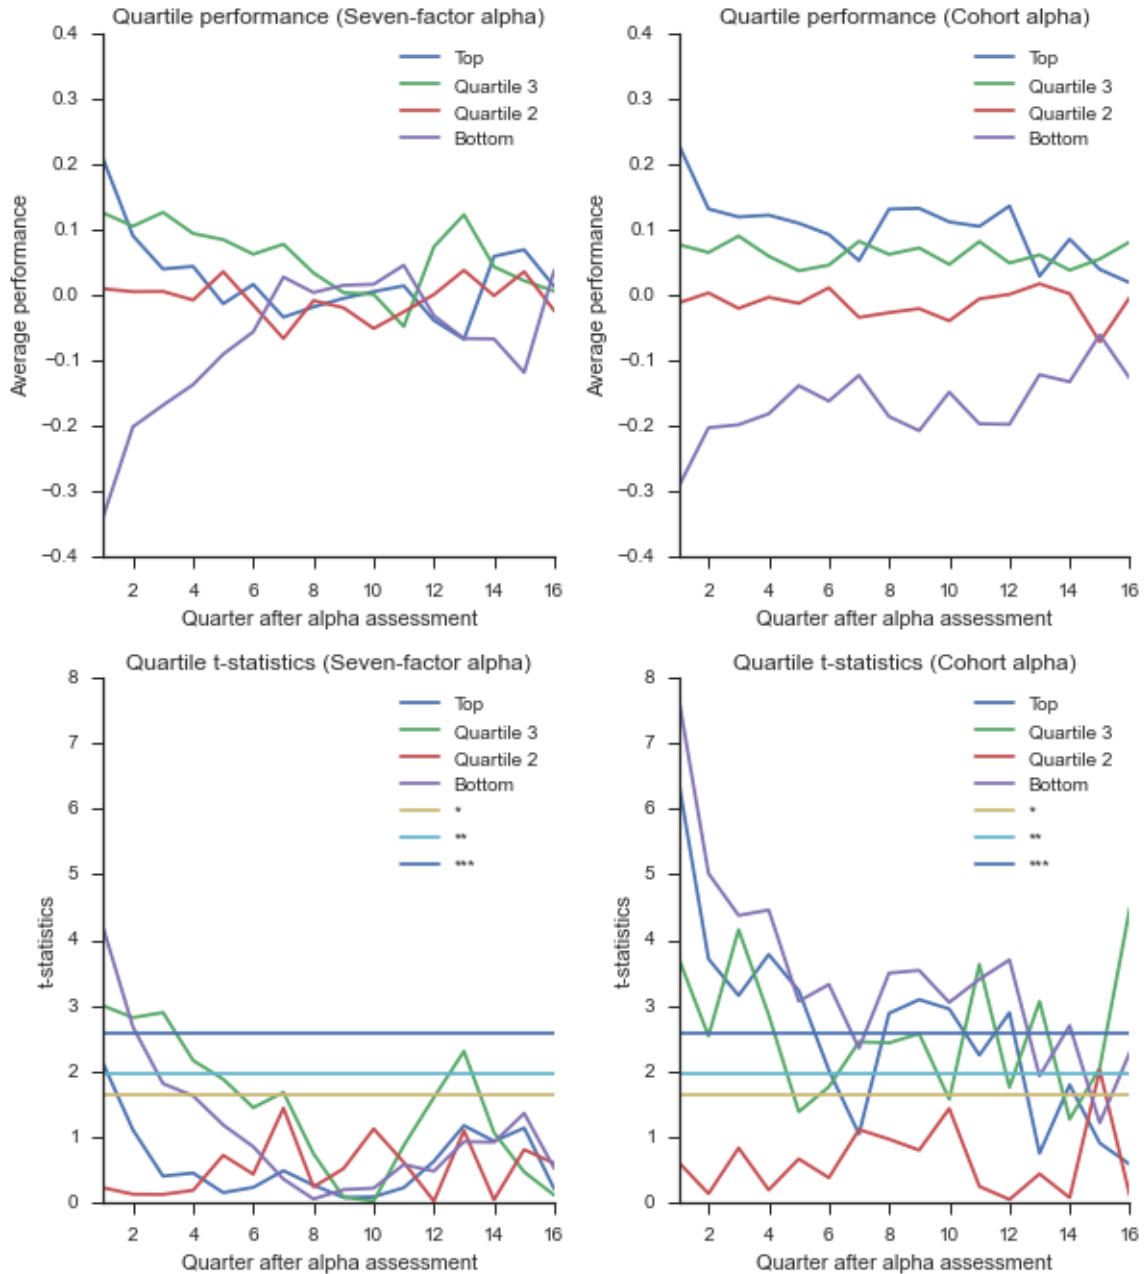 Quartile performance (Seven-factor alpha)
0.4
0.3
0.2
0.1
0.0
−0.1
−0.2
−0.3
−0.4
Average performance
Top
Quartile 3
Quartile 2
Bottom
2 4 6 8 10 12 14 16
Quarter after alpha assessment
Quartile performance (Cohort alpha)
0.4
0.3
0.2
0.1
0.0
−0.1
−0.2
−0.3
−0.4
Average performance
Top
Quartile 3
Quartile 2
Bottom
2 4 6 8 10 12 14 16
Quarter after alpha assessment
Quartile t-statistics (Seven-factor alpha)
8
7
6
5
4
3
2
1
0
t-statistics
Top
Quartile 3
Quartile 2
Bottom
*
**
***
2 4 6 8 10 12 14 16
Quarter after alpha assessment
Quartile t-statistics (Cohort alpha)
8
7
6
5
4
3
2
1
0
t-statistics
Top
Quartile 3
Quartile 2
Bottom
*
**
***
2 4 6 8 10 12 14 16
Quarter after alpha assessment